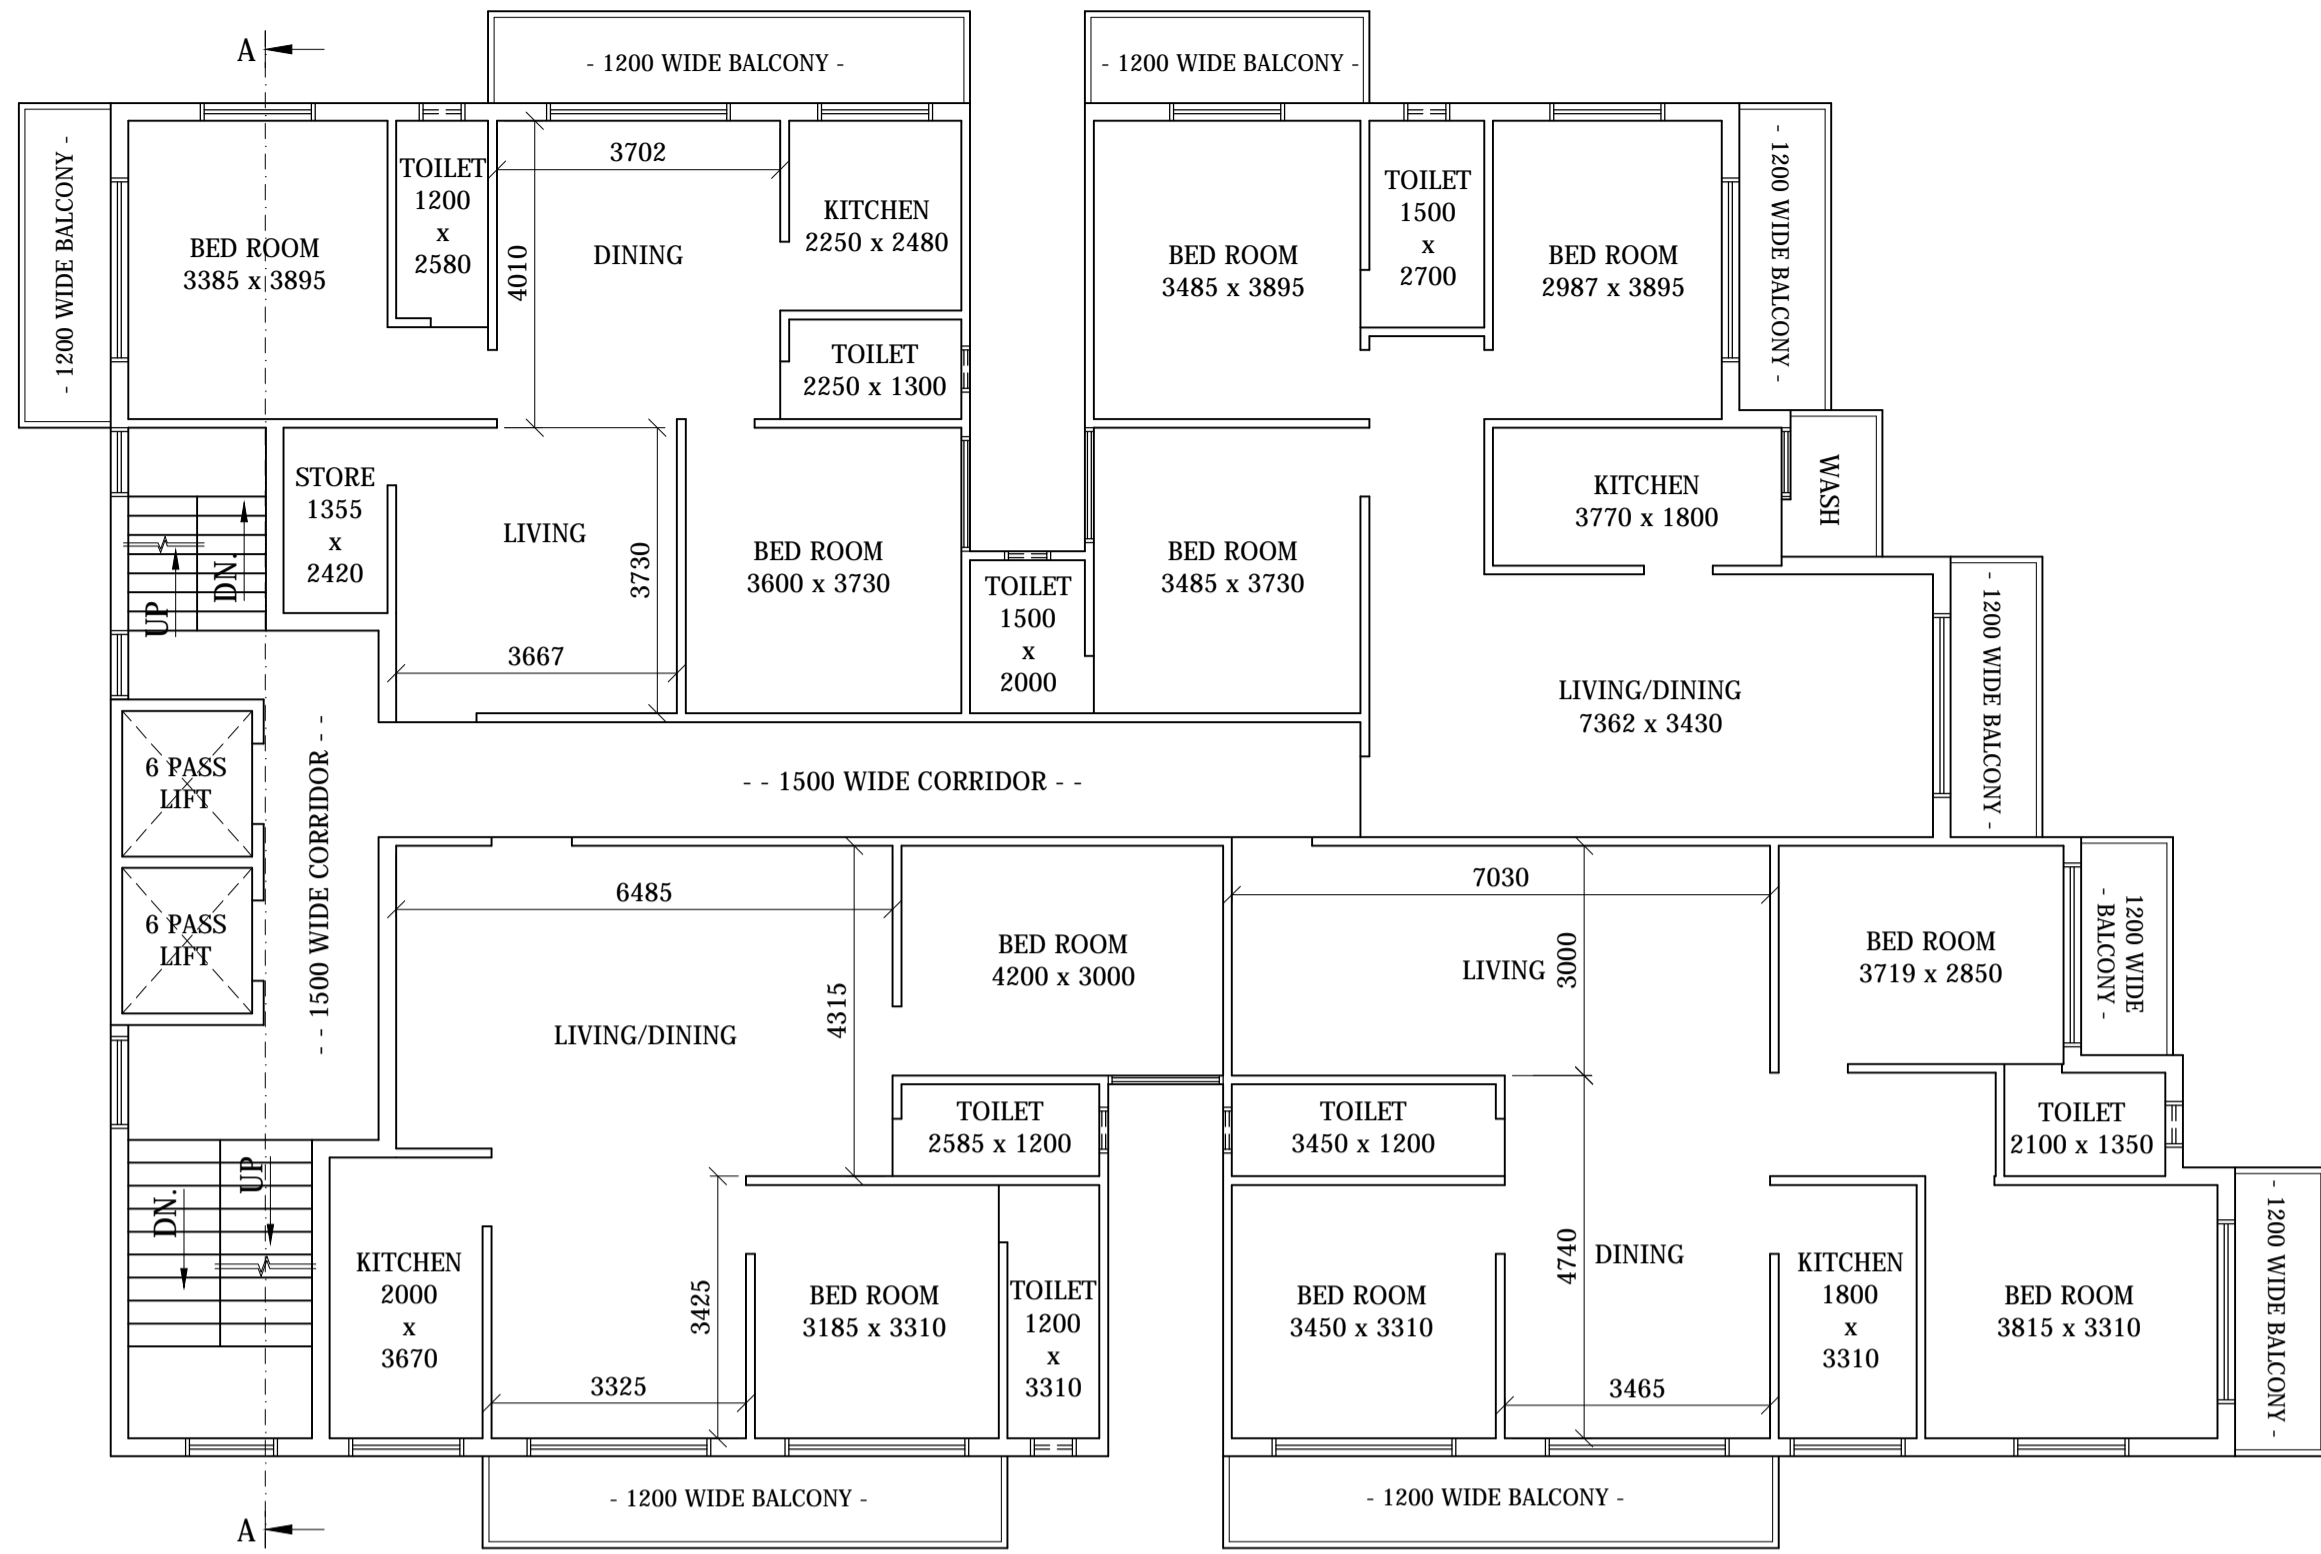 A
- 1200 WIDE BALCONY -
- 1200 WIDE BALCONY -
- 1200 WIDE BALCONY -
BED ROOM
3385 x 3895
TOILET
1200
x
2580
3702
4010
DINING
KITCHEN
2250 x 2480
TOILET
2250 x 1300
BED ROOM
3485 x 3895
TOILET
1500
x
2700
BED ROOM
2987 x 3895
- 1200 WIDE BALCONY -
STORE
1355
x
2420
UP
DN.
LIVING
3730
3667
BED ROOM
3600 x 3730
TOILET
1500
x
2000
BED ROOM
3485 x 3730
KITCHEN
3770 x 1800
WASH
LIVING/DINING
7362 x 3430
- 1200 WIDE BALCONY -
6 PASS
LIFT
6 PASS
LIFT
- - 1500 WIDE CORRIDOR - -
- - 1500 WIDE CORRIDOR - -
6485
4315
LIVING/DINING
BED ROOM
4200 x 3000
7030
LIVING
3000
BED ROOM
3719 x 2850
1200 WIDE
- BALCONY -
TOILET
2585 x 1200
TOILET
3450 x 1200
TOILET
2100 x 1350
DN.
UP
KITCHEN
2000
x
3670
3425
3325
BED ROOM
3185 x 3310
TOILET
1200
x
3310
BED ROOM
3450 x 3310
4740
DINING
3465
KITCHEN
1800
x
3310
BED ROOM
3815 x 3310
- 1200 WIDE BALCONY -
- 1200 WIDE BALCONY -
- 1200 WIDE BALCONY -
A